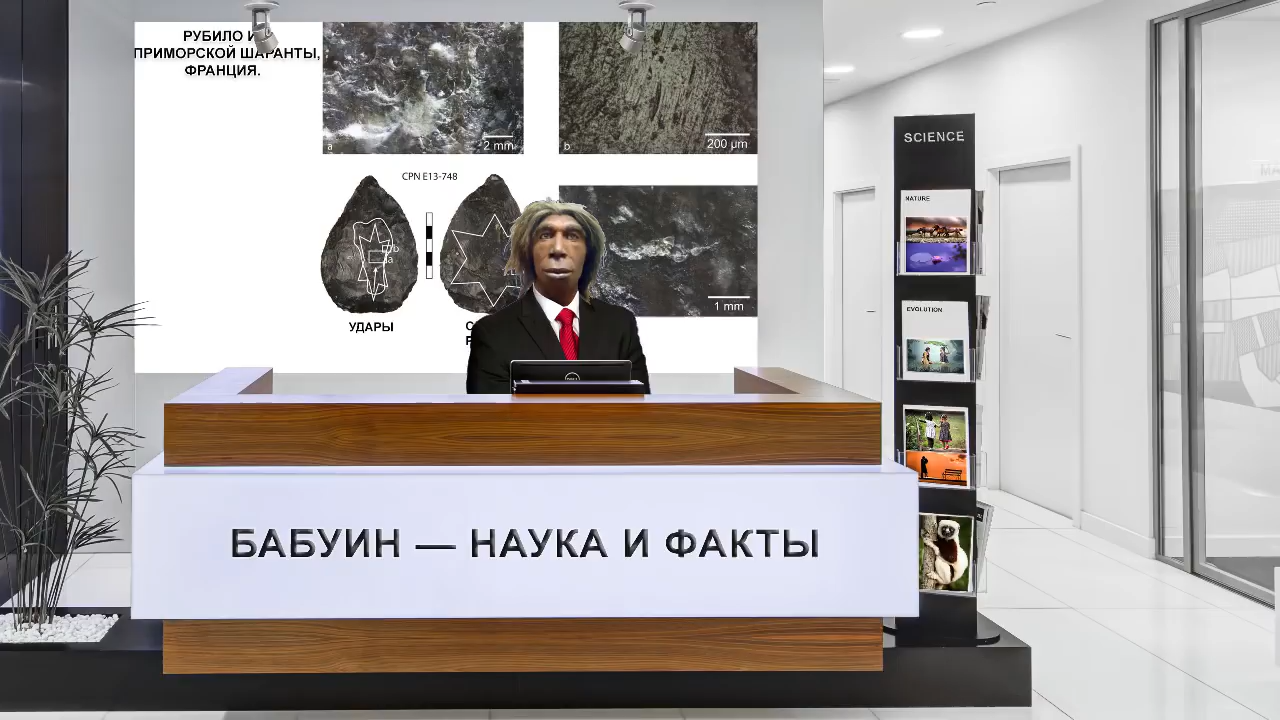 РУБИЛО И
ПРИМОРСКОЙ ШАРАНТЫ,
ФРАНЦИЯ.
a
2 mm
b
200 µm
CPN E13-748
b
a
1 mm
УДАРЫ
SCIENCE
NATURE
EVOLUTION
DELL
БАБУИН — НАУКА И ФАКТЫ